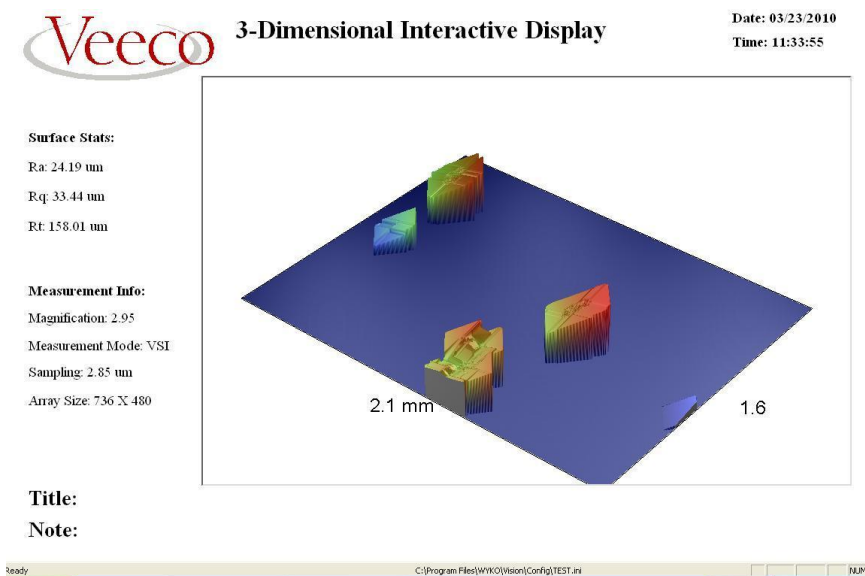 Veeco
3-Dimensional Interactive Display
Date: 03/23/2010
Time: 11:33:55
Surface Stats:
Ra: 24.19 um
Rq: 33.44 um
Rt: 158.01 um
Measurement Info:
Magnification: 2.95
Measurement Mode: VSI
Sampling: 2.85 um
Array Size: 736 X 480
2.1 mm
1.6
Title:
Note:
Ready
C:\Program Files\WYKO\Vision\Config\TEST.ini
NUM